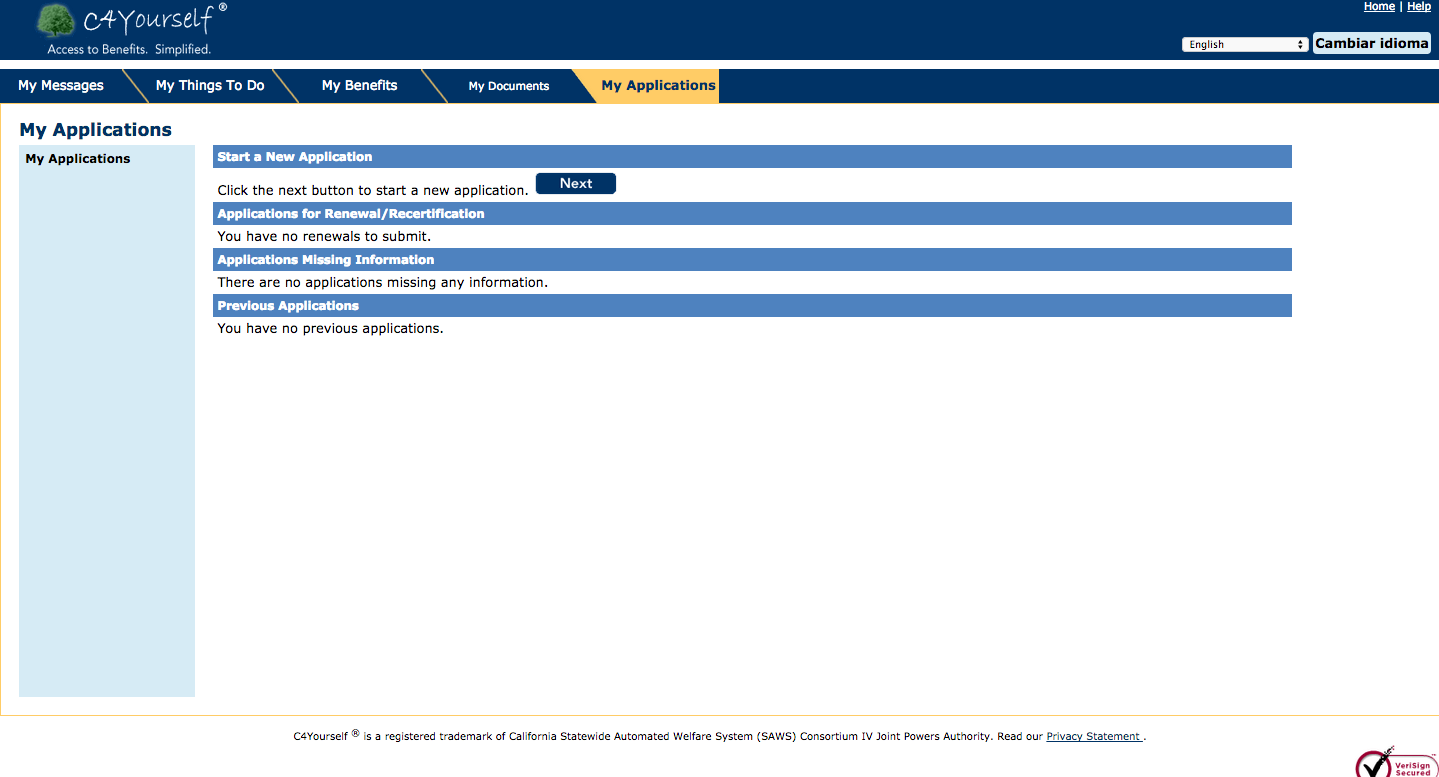 C4Yourself ®
Access to Benefits. Simplified.
Home | Help
English
Cambiar idioma
My Messages
My Things To Do
My Benefits
My Documents
My Applications
My Applications
My Applications
Start a New Application
Click the next button to start a new application. Next
Applications for Renewal/Recertification
You have no renewals to submit.
Applications Missing Information
There are no applications missing any information.
Previous Applications
You have no previous applications.
C4Yourself ® is a registered trademark of California Statewide Automated Welfare System (SAWS) Consortium IV Joint Powers Authority. Read our Privacy Statement .
VeriSign
Secured